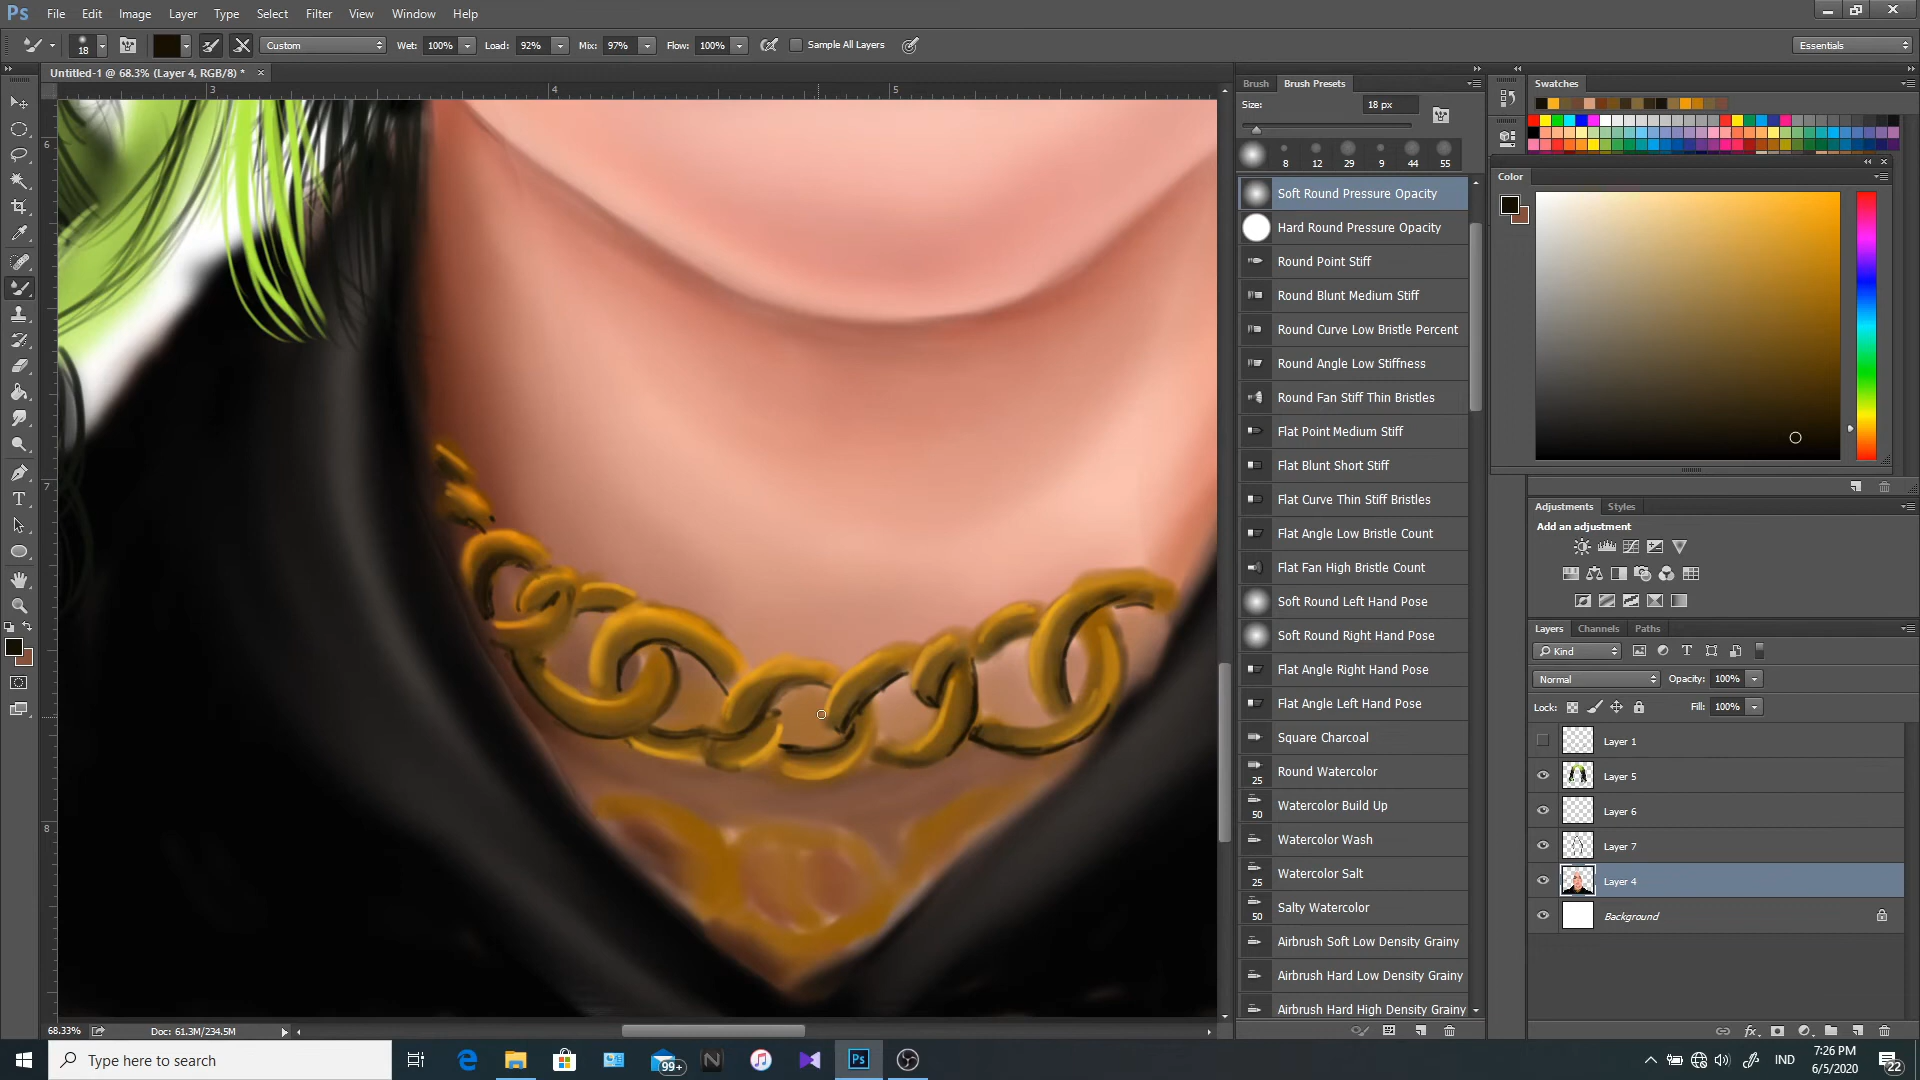 Ps File Edit Image Layer Type Select Filter View Window Help
18 Custom Wet: 100% Load: 92% Mix: 97% Flow: 100% Sample All Layers Essentials
Untitled-1 @ 68.3% (Layer 4, RGB/8) *
3 4 5
6
7
8
Brush Brush Presets
Size: 18 px
8 12 29 9 44 55
Soft Round Pressure Opacity
Hard Round Pressure Opacity
Round Point Stiff
Round Blunt Medium Stiff
Round Curve Low Bristle Percent
Round Angle Low Stiffness
Round Fan Stiff Thin Bristles
Flat Point Medium Stiff
Flat Blunt Short Stiff
Flat Curve Thin Stiff Bristles
Flat Angle Low Bristle Count
Flat Fan High Bristle Count
Soft Round Left Hand Pose
Soft Round Right Hand Pose
Flat Angle Right Hand Pose
Flat Angle Left Hand Pose
Square Charcoal
Round Watercolor
25
Watercolor Build Up
50
Watercolor Wash
Watercolor Salt
25
Salty Watercolor
50
Airbrush Soft Low Density Grainy
Airbrush Hard Low Density Grainy
Airbrush Hard High Density Grainy
Swatches
Color
Adjustments Styles
Add an adjustment
Layers Channels Paths
Kind
Normal Opacity: 100%
Lock: Fill: 100%
Layer 1
Layer 5
Layer 6
Layer 7
Layer 4
Background
68.33% Doc: 61.3M/234.5M
Type here to search
99+
Ps
IND
7:26 PM
6/5/2020
22